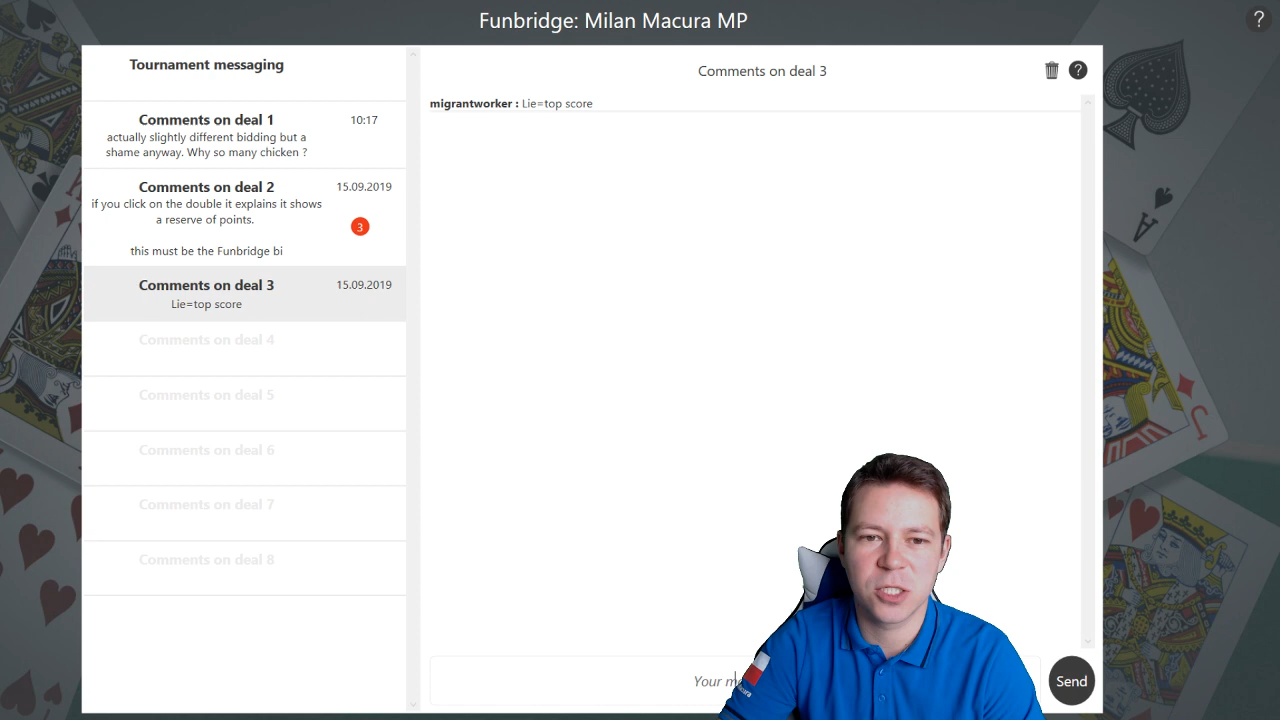 Funbridge: Milan Macura MP
?
Tournament messaging
Comments on deal 1
10:17
actually slightly different bidding but a
shame anyway. Why so many chicken ?
Comments on deal 2
15.09.2019
if you click on the double it explains it shows
a reserve of points.
3
this must be the Funbridge bi
Comments on deal 3
15.09.2019
Lie=top score
Comments on deal 4
Comments on deal 5
Comments on deal 6
Comments on deal 7
Comments on deal 8
Comments on deal 3
?
migrantworker : Lie=top score
Your
Send
A
J